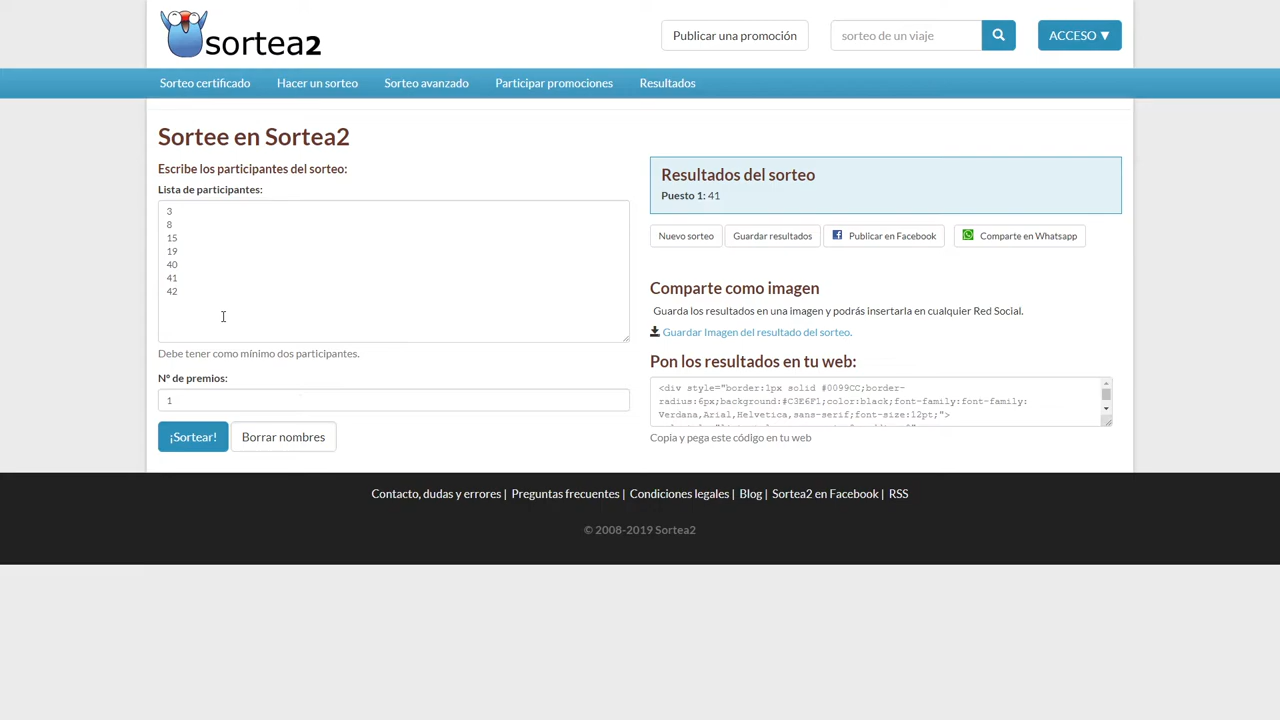 sortea2
Publicar una promoción
sorteo de un viaje
ACCESO ▼
Sorteo certificado
Hacer un sorteo
Sorteo avanzado
Participar promociones
Resultados
Sortee en Sortea2
Escribe los participantes del sorteo:
Lista de participantes:
3
8
15
19
40
41
42
Debe tener como mínimo dos participantes.
Nº de premios:
1
¡Sortear!
Borrar nombres
Resultados del sorteo
Puesto 1: 41
Nuevo sorteo
Guardar resultados
Publicar en Facebook
Comparte en Whatsapp
Comparte como imagen
Guarda los resultados en una imagen y podrás insertarla en cualquier Red Social.
Guardar Imagen del resultado del sorteo.
Pon los resultados en tu web:
<div style="border:1px solid #0099CC;border-
radius:6px;background:#C3E6F1;color:black;font-family:font-family:
Verdana,Arial,Helvetica,sans-serif;font-size:12pt;">
Copia y pega este código en tu web
Contacto, dudas y errores | Preguntas frecuentes | Condiciones legales | Blog | Sortea2 en Facebook | RSS
© 2008-2019 Sortea2